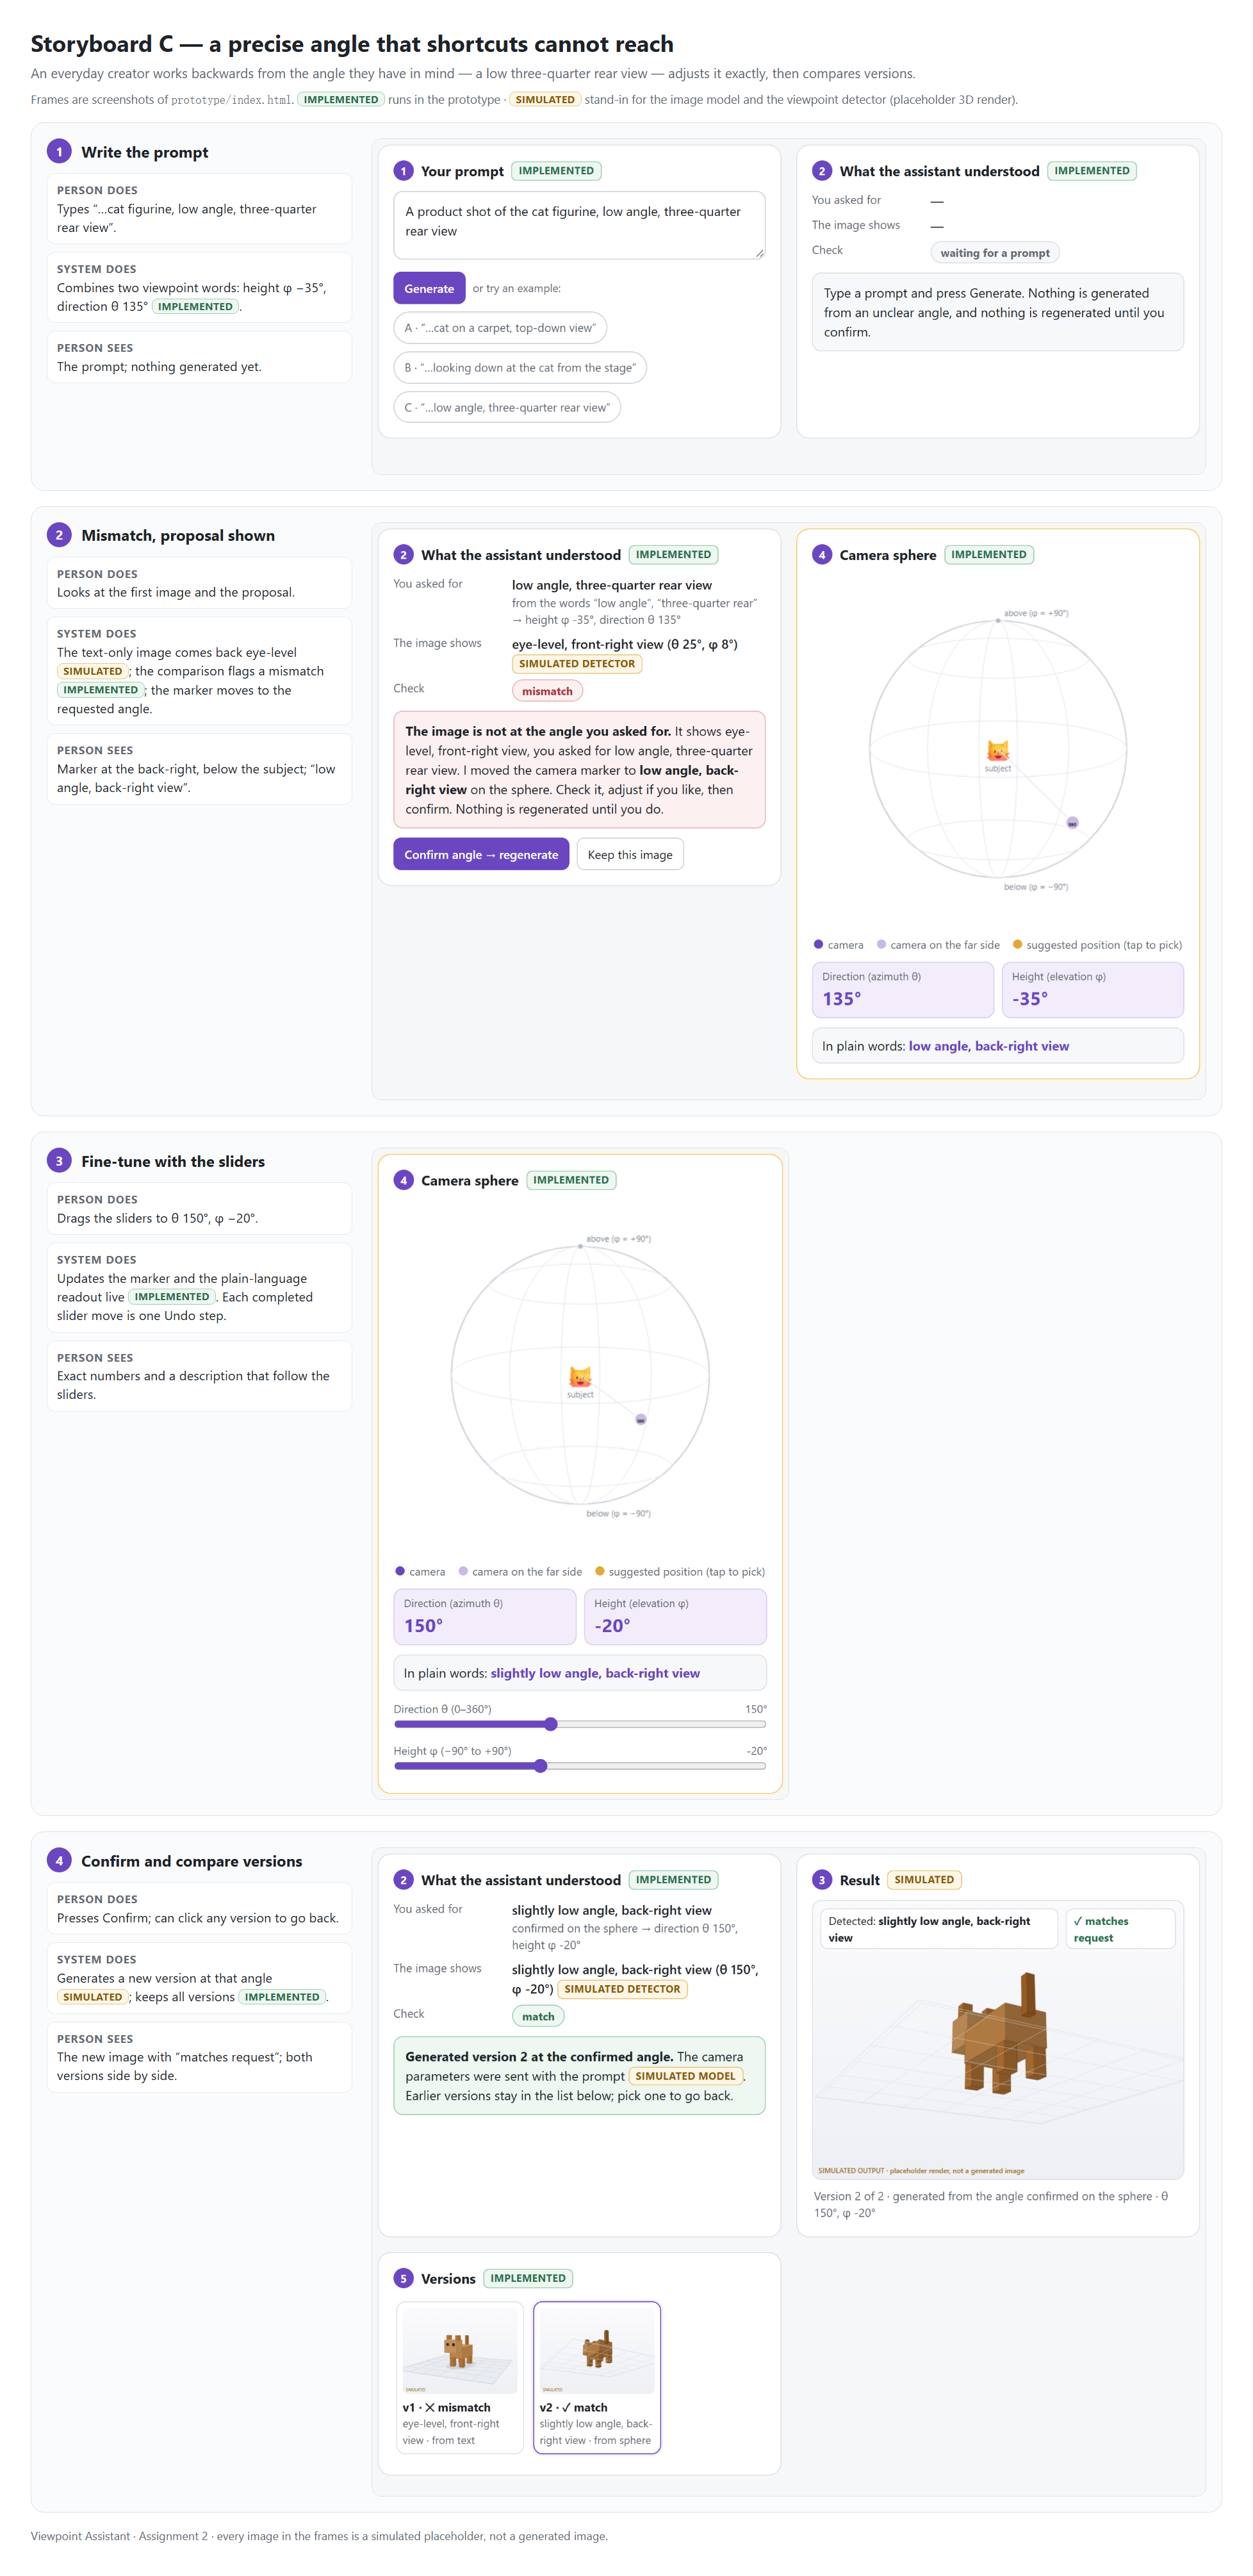 Storyboard C — a precise angle that shortcuts cannot reach
An everyday creator works backwards from the angle they have in mind — a low three-quarter rear view — adjusts it exactly, then compares versions.
Frames are screenshots of prototype/index.html. IMPLEMENTED runs in the prototype · SIMULATED stand-in for the image model and the viewpoint detector (placeholder 3D render).
1 Write the prompt
PERSON DOES
Types “...cat figurine, low angle, three-quarter
rear view”.
SYSTEM DOES
Combines two viewpoint words: height φ −35°,
direction θ 135° IMPLEMENTED.
PERSON SEES
The prompt; nothing generated yet.
1 Your prompt IMPLEMENTED
A product shot of the cat figurine, low angle, three-quarter
rear view
Generate or try an example:
A · “...cat on a carpet, top-down view”
B · “...looking down at the cat from the stage”
C · “...low angle, three-quarter rear view”
2 What the assistant understood IMPLEMENTED
You asked for —
The image shows —
Check waiting for a prompt
Type a prompt and press Generate. Nothing is generated
from an unclear angle, and nothing is regenerated until you
confirm.
2 Mismatch, proposal shown
PERSON DOES
Looks at the first image and the proposal.
SYSTEM DOES
The text-only image comes back eye-level
SIMULATED; the comparison flags a mismatch
IMPLEMENTED; the marker moves to the
requested angle.
PERSON SEES
Marker at the back-right, below the subject; “low
angle, back-right view”.
2 What the assistant understood IMPLEMENTED
You asked for low angle, three-quarter rear view
from the words “low angle”, “three-quarter rear”
→ height φ -35°, direction θ 135°
The image shows eye-level, front-right view (θ 25°, φ 8°)
SIMULATED DETECTOR
Check mismatch
The image is not at the angle you asked for. It shows eye-
level, front-right view, you asked for low angle, three-quarter
rear view. I moved the camera marker to low angle, back-
right view on the sphere. Check it, adjust if you like, then
confirm. Nothing is regenerated until you do.
Confirm angle → regenerate Keep this image
4 Camera sphere IMPLEMENTED
above (φ = +90°)
subject
below (φ = −90°)
camera camera on the far side suggested position (tap to pick)
Direction (azimuth θ) Height (elevation φ)
135° -35°
In plain words: low angle, back-right view
3 Fine-tune with the sliders
PERSON DOES
Drags the sliders to θ 150°, φ −20°.
SYSTEM DOES
Updates the marker and the plain-language
readout live IMPLEMENTED. Each completed
slider move is one Undo step.
PERSON SEES
Exact numbers and a description that follow the
sliders.
4 Camera sphere IMPLEMENTED
above (φ = +90°)
subject
below (φ = −90°)
camera camera on the far side suggested position (tap to pick)
Direction (azimuth θ) Height (elevation φ)
150° -20°
In plain words: slightly low angle, back-right view
Direction θ (0–360°) 150°
Height φ (−90° to +90°) -20°
4 Confirm and compare versions
PERSON DOES
Presses Confirm; can click any version to go back.
SYSTEM DOES
Generates a new version at that angle
SIMULATED; keeps all versions IMPLEMENTED.
PERSON SEES
The new image with “matches request”; both
versions side by side.
2 What the assistant understood IMPLEMENTED
You asked for slightly low angle, back-right view
confirmed on the sphere → direction θ 150°,
height φ -20°
The image shows slightly low angle, back-right view (θ 150°,
φ -20°) SIMULATED DETECTOR
Check match
Generated version 2 at the confirmed angle. The camera
parameters were sent with the prompt SIMULATED MODEL.
Earlier versions stay in the list below; pick one to go back.
3 Result SIMULATED
Detected: slightly low angle, back-right
view
✓ matches
request
SIMULATED OUTPUT · placeholder render, not a generated image
Version 2 of 2 · generated from the angle confirmed on the sphere · θ
150°, φ -20°
5 Versions IMPLEMENTED
SIMULATED
v1 · ✕ mismatch
eye-level, front-right
view · from text
SIMULATED
v2 · ✓ match
slightly low angle, back-
right view · from sphere
Viewpoint Assistant · Assignment 2 · every image in the frames is a simulated placeholder, not a generated image.